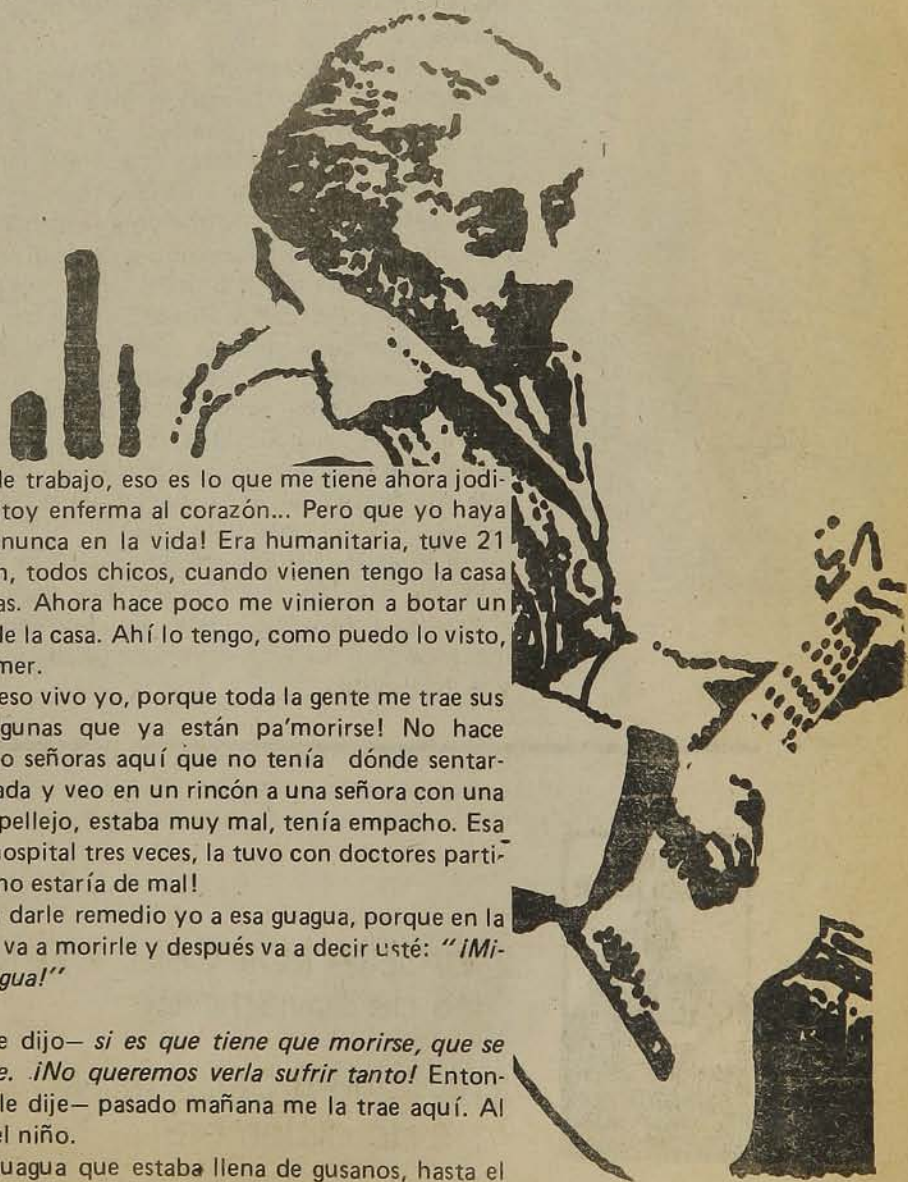 de trabajo, eso es lo que me tiene ahora jodi-
toy enferma al corazón... Pero que yo haya
nunca en la vida! Era humanitaria, tuve 21
n, todos chicos, cuando vienen tengo la casa
as. Ahora hace poco me vinieron a botar un
de la casa. Ahí lo tengo, como puedo lo visto,
mer.
eso vivo yo, porque toda la gente me trae sus
gunas que ya están pa'morirse! No hace
o señoras aquí que no tenía dónde sentar-
ada y veo en un rincón a una señora con una
pellejo, estaba muy mal, tenía empacho. Esa
hospital tres veces, la tuvo con doctores parti-
no estaría de mal!
darle remedio yo a esa guagua, porque en la
va a morirle y después va a decir usté: "¡Mi-
gua!"
e dijo— si es que tiene que morirse, que se
e. ¡No queremos verla sufrir tanto! Enton-
le dije— pasado mañana me la trae aquí. Al
el niño.
uagua que estaba llena de gusanos, hasta el